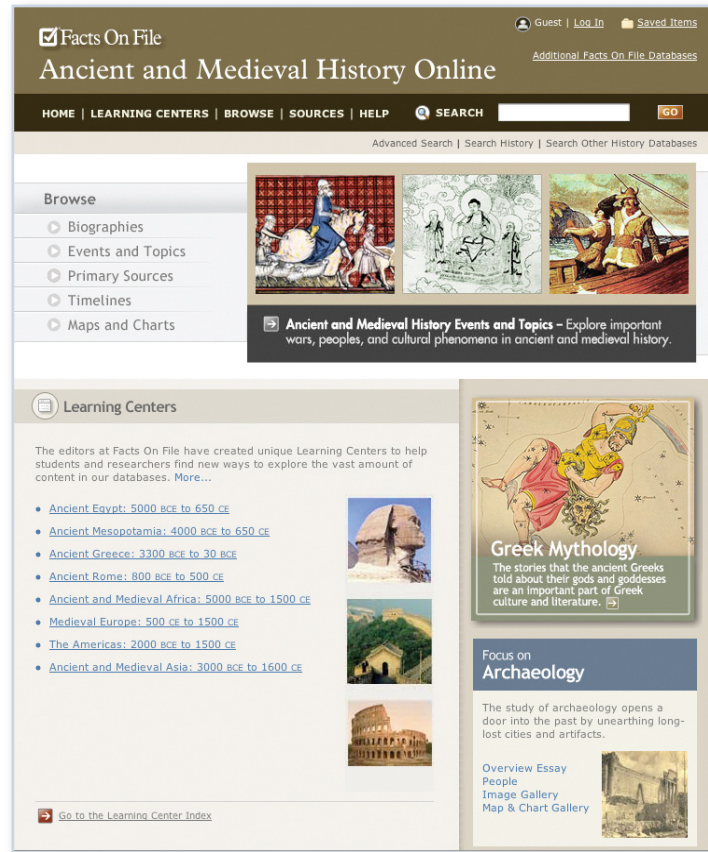 Guest | Log In Saved Items
Facts On File
Additional Facts On File Databases
Ancient and Medieval History Online
HOME | LEARNING CENTERS | BROWSE | SOURCES | HELP SEARCH GO
Advanced Search | Search History | Search Other History Databases
Browse
Biographies
Events and Topics
Primary Sources
Timelines
Maps and Charts
Ancient and Medieval History Events and Topics – Explore important
wars, peoples, and cultural phenomena in ancient and medieval history.
Learning Centers
The editors at Facts On File have created unique Learning Centers to help
students and researchers find new ways to explore the vast amount of
content in our databases. More...
Ancient Egypt: 5000 BCE to 650 CE
Ancient Mesopotamia: 4000 BCE to 650 CE
Ancient Greece: 3300 BCE to 30 BCE
Ancient Rome: 800 BCE to 500 CE
Ancient and Medieval Africa: 5000 BCE to 1500 CE
Medieval Europe: 500 CE to 1500 CE
The Americas: 2000 BCE to 1500 CE
Ancient and Medieval Asia: 3000 BCE to 1600 CE
Go to the Learning Center Index
Greek Mythology
The stories that the ancient Greeks
told about their gods and goddesses
are an important part of Greek
culture and literature.
Focus on
Archaeology
The study of archaeology opens a
door into the past by unearthing long-
lost cities and artifacts.
Overview Essay
People
Image Gallery
Map & Chart Gallery